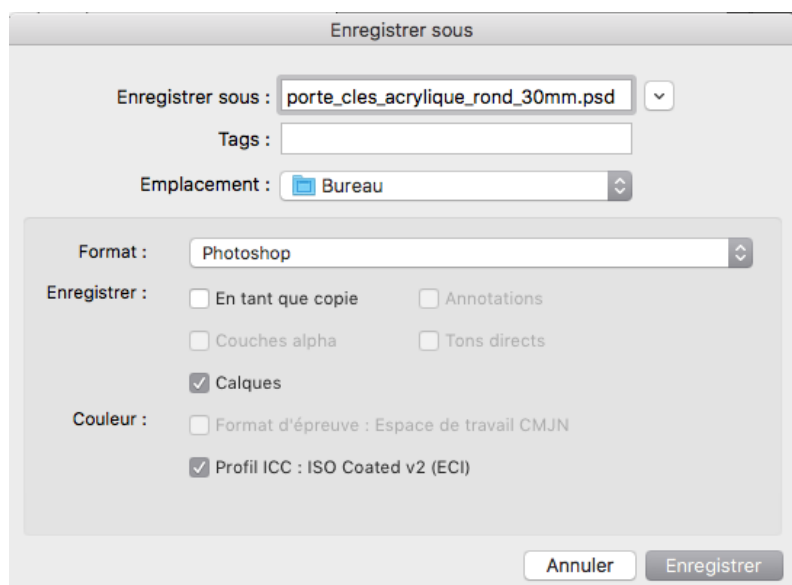 Enregistrer sous
Enregistrer sous : porte_cles_acrylique_rond_30mm.psd
Tags :
Emplacement : Bureau
Format : Photoshop
Enregistrer : En tant que copie Annotations
Couches alpha Tons directs
Calques
Couleur : Format d'épreuve : Espace de travail CMJN
Profil ICC : ISO Coated v2 (ECI)
Annuler Enregistrer